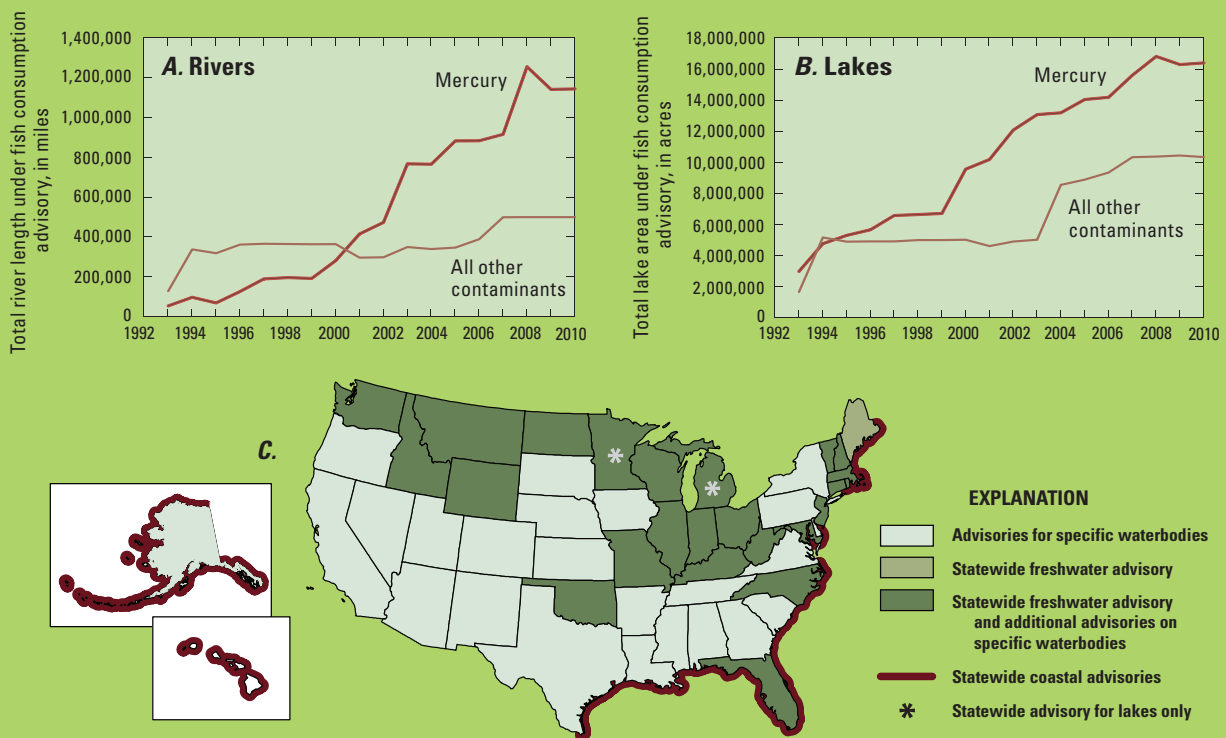 Total river length under fish consumption
advisory, in miles
1,400,000
1,200,000
1,000,000
800,000
600,000
400,000
200,000
0
A. Rivers
Mercury
All other
contaminants
1992 1994 1996 1998 2000 2002 2004 2006 2008 2010
Total lake area under fish consumption
advisory, in acres
18,000,000
16,000,000
14,000,000
12,000,000
10,000,000
8,000,000
6,000,000
4,000,000
2,000,000
0
B. Lakes
Mercury
All other
contaminants
1992 1994 1996 1998 2000 2002 2004 2006 2008 2010
C.
*
*
EXPLANATION
Advisories for specific waterbodies
Statewide freshwater advisory
Statewide freshwater advisory
and additional advisories on
specific waterbodies
Statewide coastal advisories
* Statewide advisory for lakes only